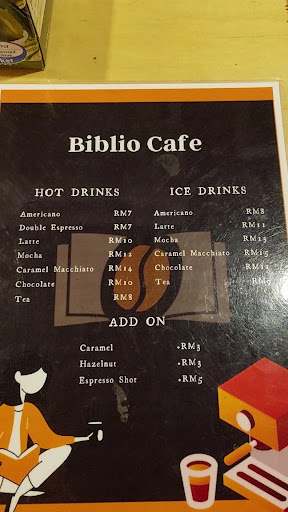 Biblio Cafe
HOT DRINKS
Americano RM7
Double Espresso RM7
Latte RM10
Mocha RM12
Caramel Macchiato RM14
Chocolate RM10
Tea RM8
ICE DRINKS
Americano RM8
Latte RM11
Mocha RM13
Caramel Macchiato RM15
Chocolate RM11
Tea
ADD ON
Caramel +RM3
Hazelnut +RM3
Espresso Shot +RM5